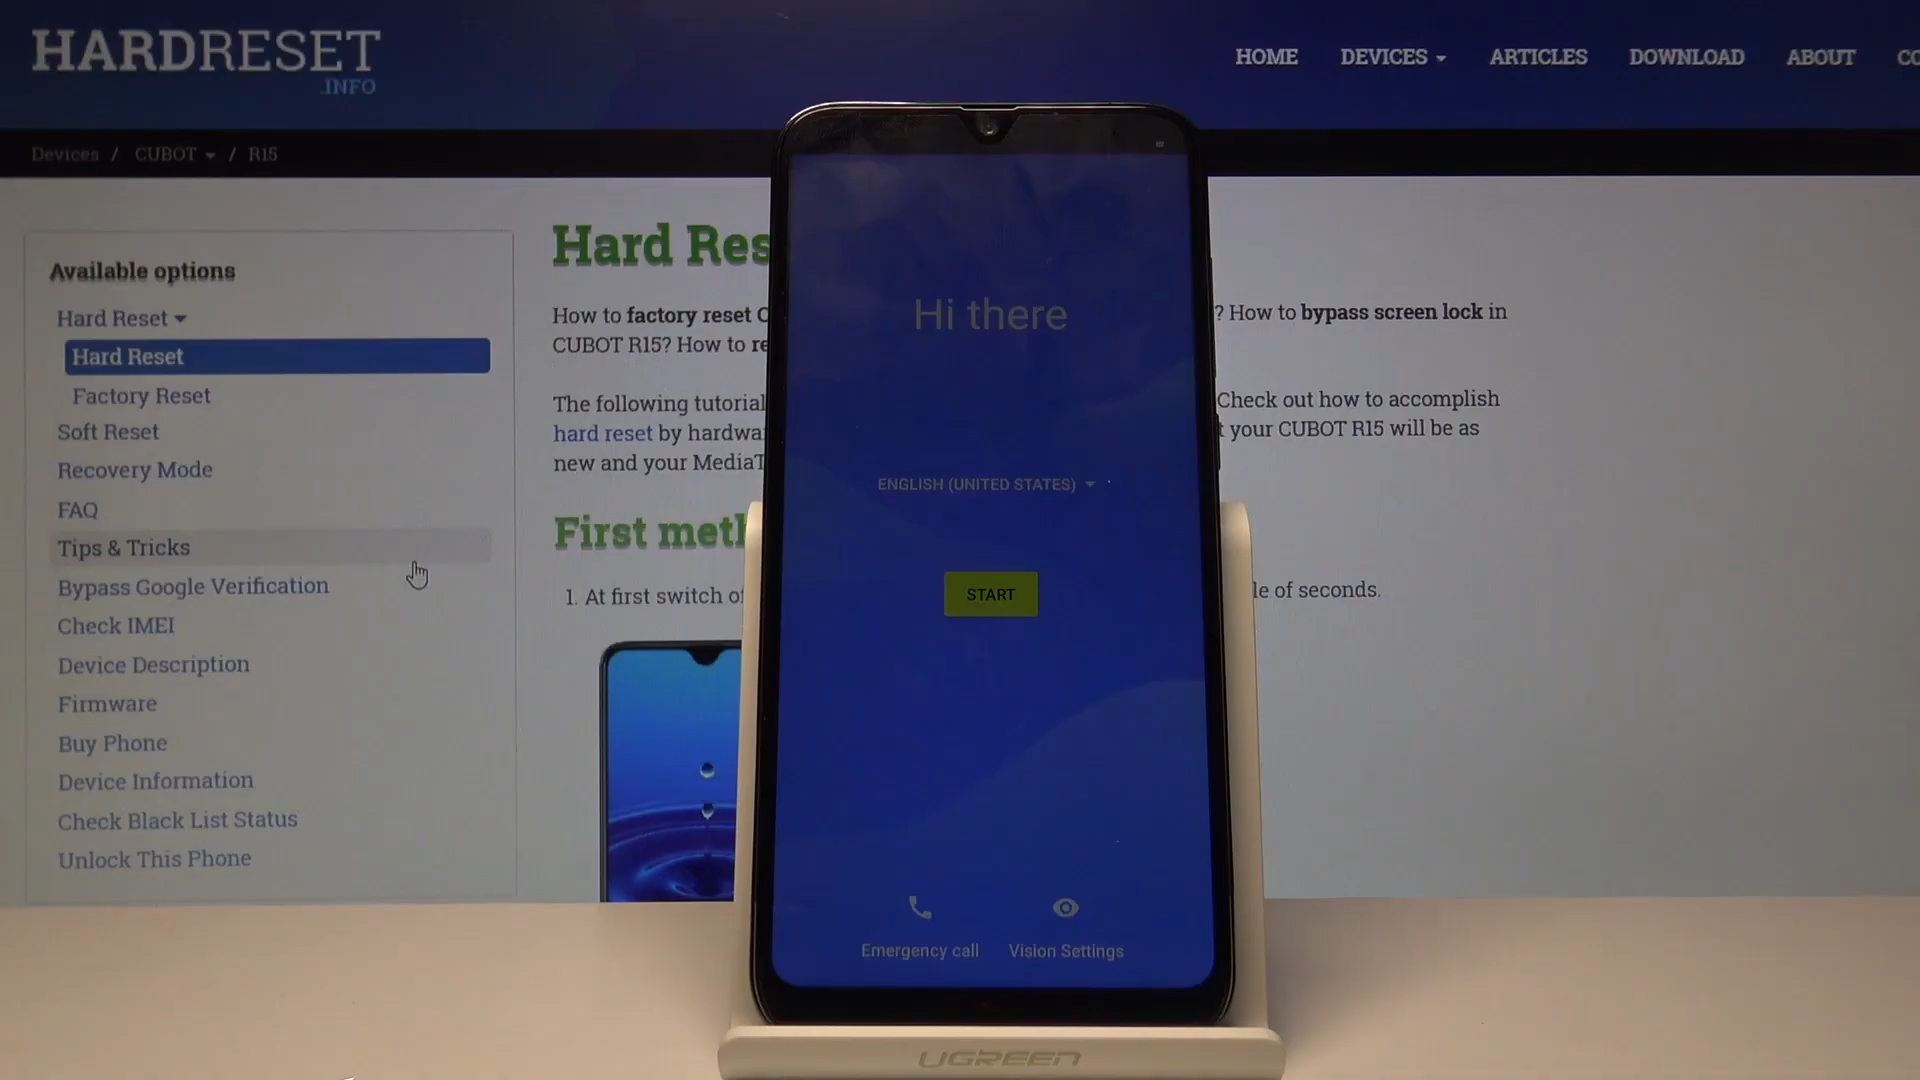 HARDRESET
.INFO
HOME DEVICES ARTICLES DOWNLOAD ABOUT CO
Devices / CUBOT / R15
Available options
Hard Reset
Hard Reset
Factory Reset
Soft Reset
Recovery Mode
FAQ
Tips & Tricks
Bypass Google Verification
Check IMEI
Device Description
Firmware
Buy Phone
Device Information
Check Black List Status
Unlock This Phone
Hard Res
How to factory reset C ? How to bypass screen lock in
CUBOT R15? How to re
The following tutorial Check out how to accomplish
hard reset by hardwa t your CUBOT R15 will be as
new and your MediaT
First meth
1. At first switch of le of seconds.
Hi there
ENGLISH (UNITED STATES)
START
Emergency call Vision Settings
UGREEN